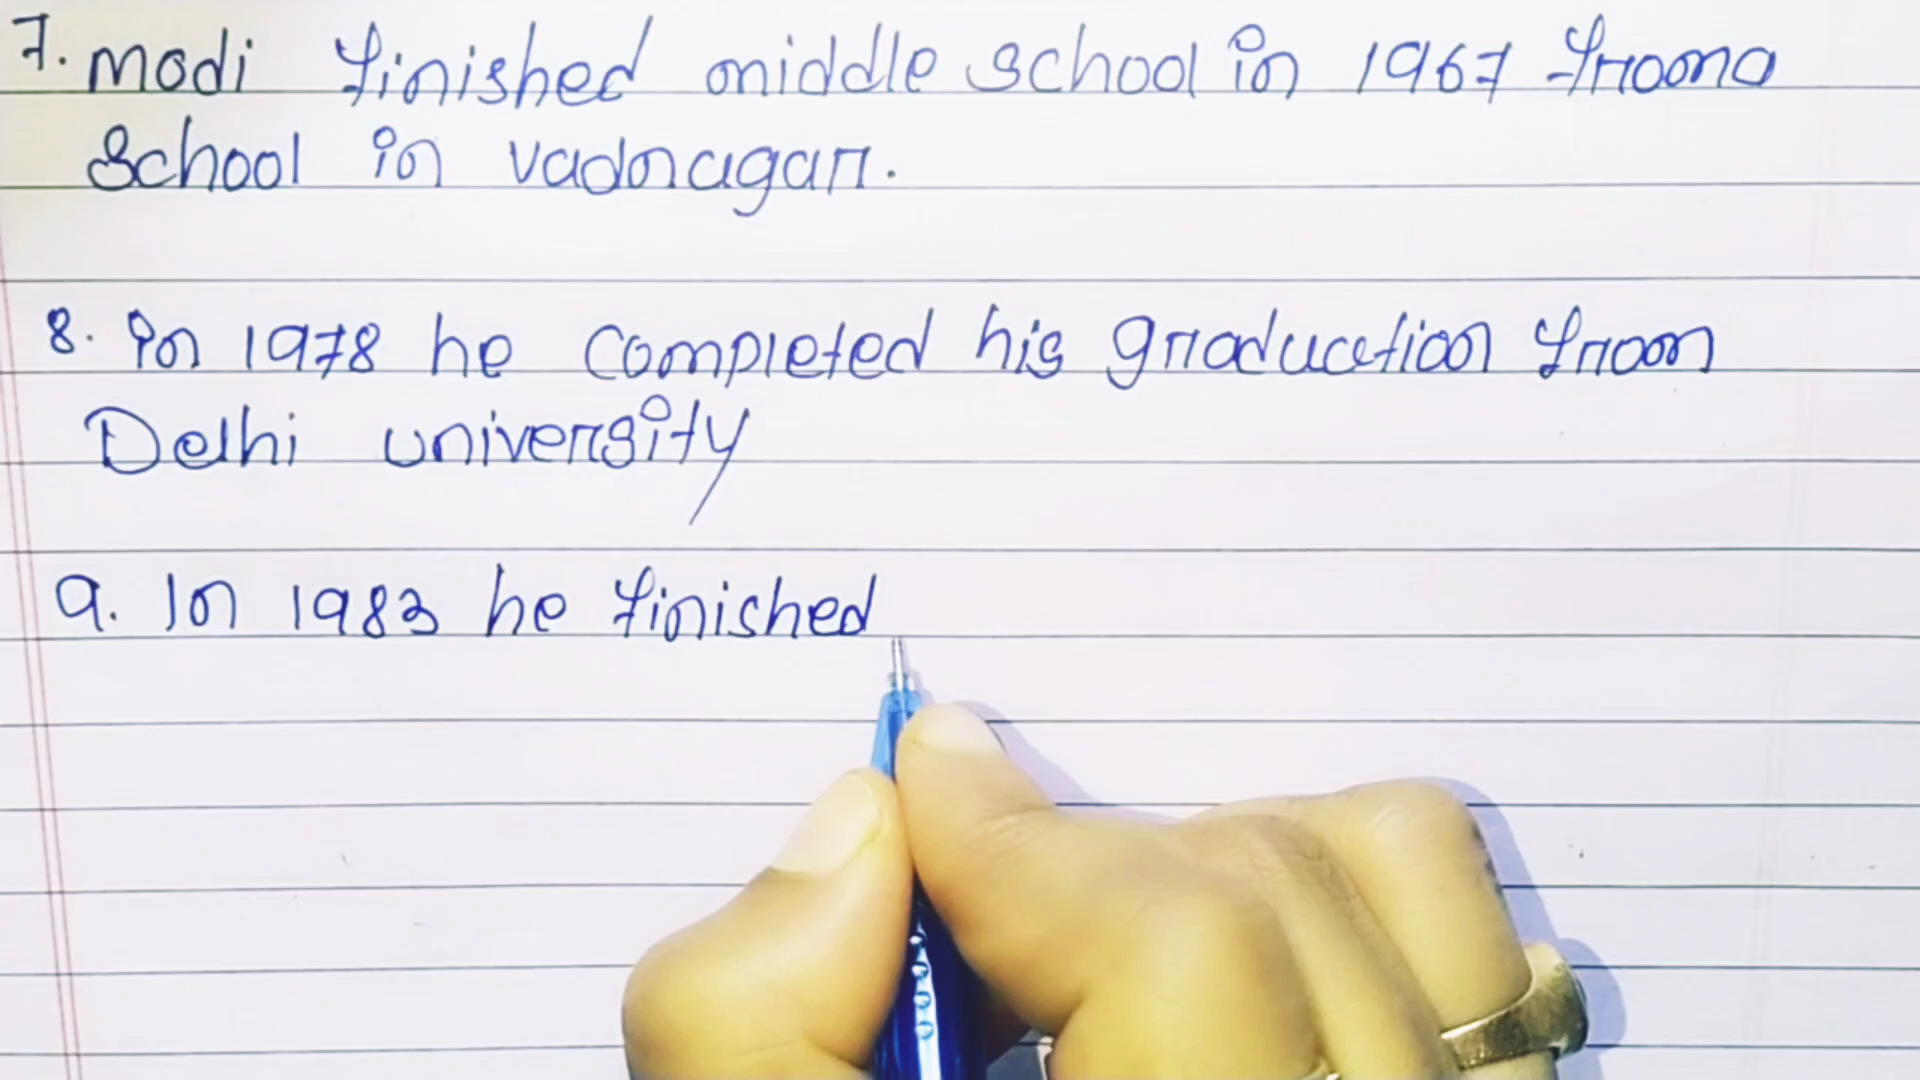 7. Modi finished middle school in 1967 from a
School in vadnagar.
8. In 1978 he completed his graduation from
Delhi university
9. In 1983 he finished